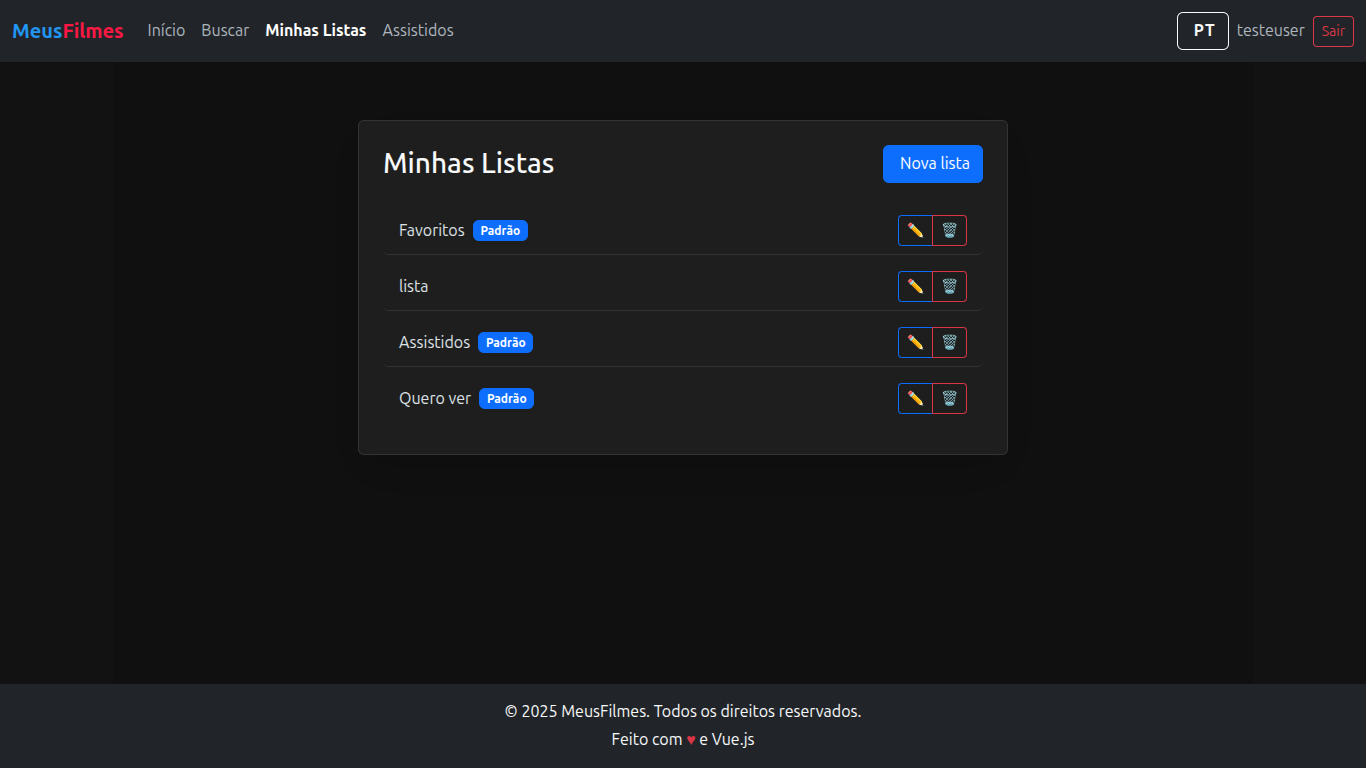 MeusFilmes Início Buscar Minhas Listas Assistidos PT testeuser Sair
Minhas Listas Nova lista
Favoritos Padrão
lista
Assistidos Padrão
Quero ver Padrão
© 2025 MeusFilmes. Todos os direitos reservados.
Feito com ♥ e Vue.js